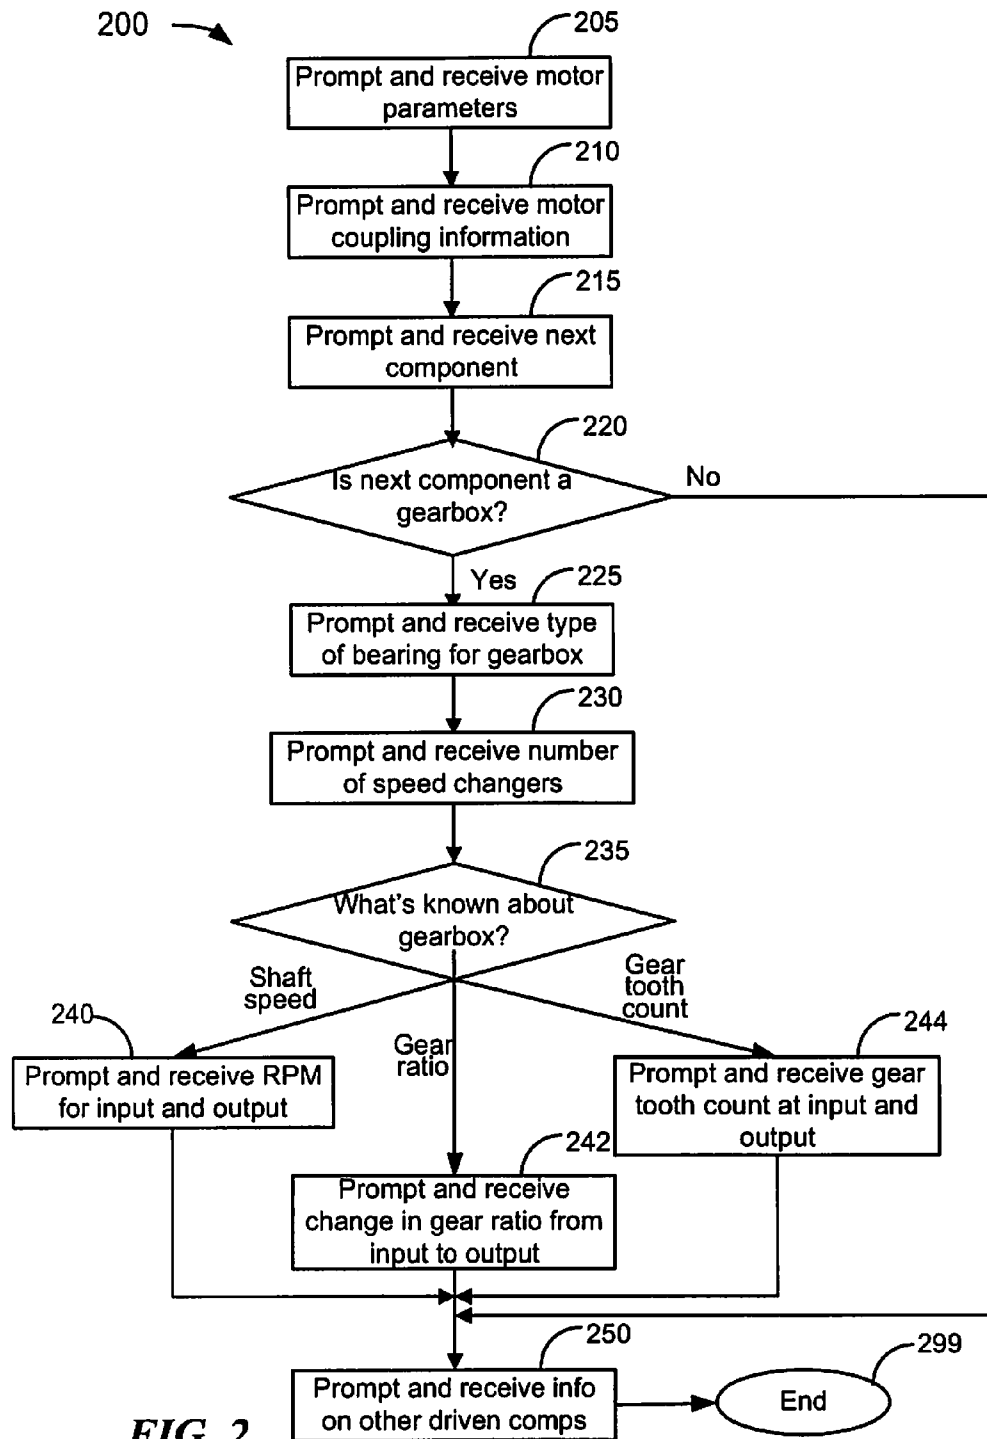 200
205
Prompt and receive motor
parameters
210
Prompt and receive motor
coupling information
215
Prompt and receive next
component
220
Is next component a
gearbox?
No
Yes
225
Prompt and receive type
of bearing for gearbox
230
Prompt and receive number
of speed changers
235
What's known about
gearbox?
Shaft
speed
Gear
ratio
Gear
tooth
count
240
Prompt and receive RPM
for input and output
244
Prompt and receive gear
tooth count at input and
output
242
Prompt and receive
change in gear ratio from
input to output
250
Prompt and receive info
on other driven comps
299
End
FIG. 2